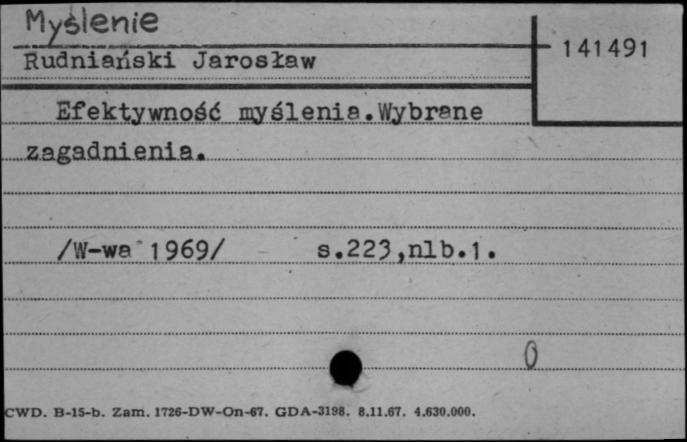 Myślenie
141491
Rudniański Jarosław
Efektywność myślenia.Wybrane
zagadnienia.
/W-wa 1969/ s.223,nlb.1.
0
CWD. B-15-b. Zam. 1726-DW-On-67. GDA-3198. 8.11.67. 4.630.000.